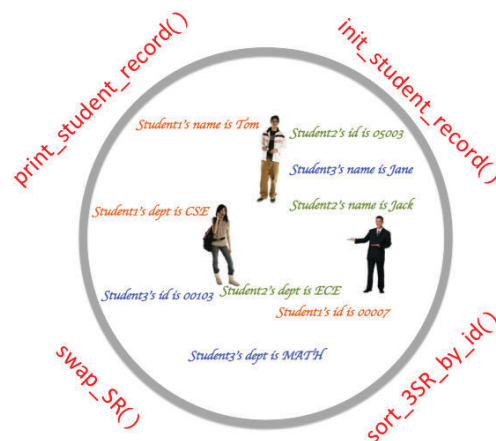 print_student_record()
init_student_record()
Student1's name is Tom
Student2's id is 05003
Student3's name is Jane
Student2's name is Jack
Student1's dept is CSE
Student3's id is 00103
Student2's dept is ECE
Student1's id is 00007
Student3's dept is MATH
swap_SR()
sort_3SR_by_id()